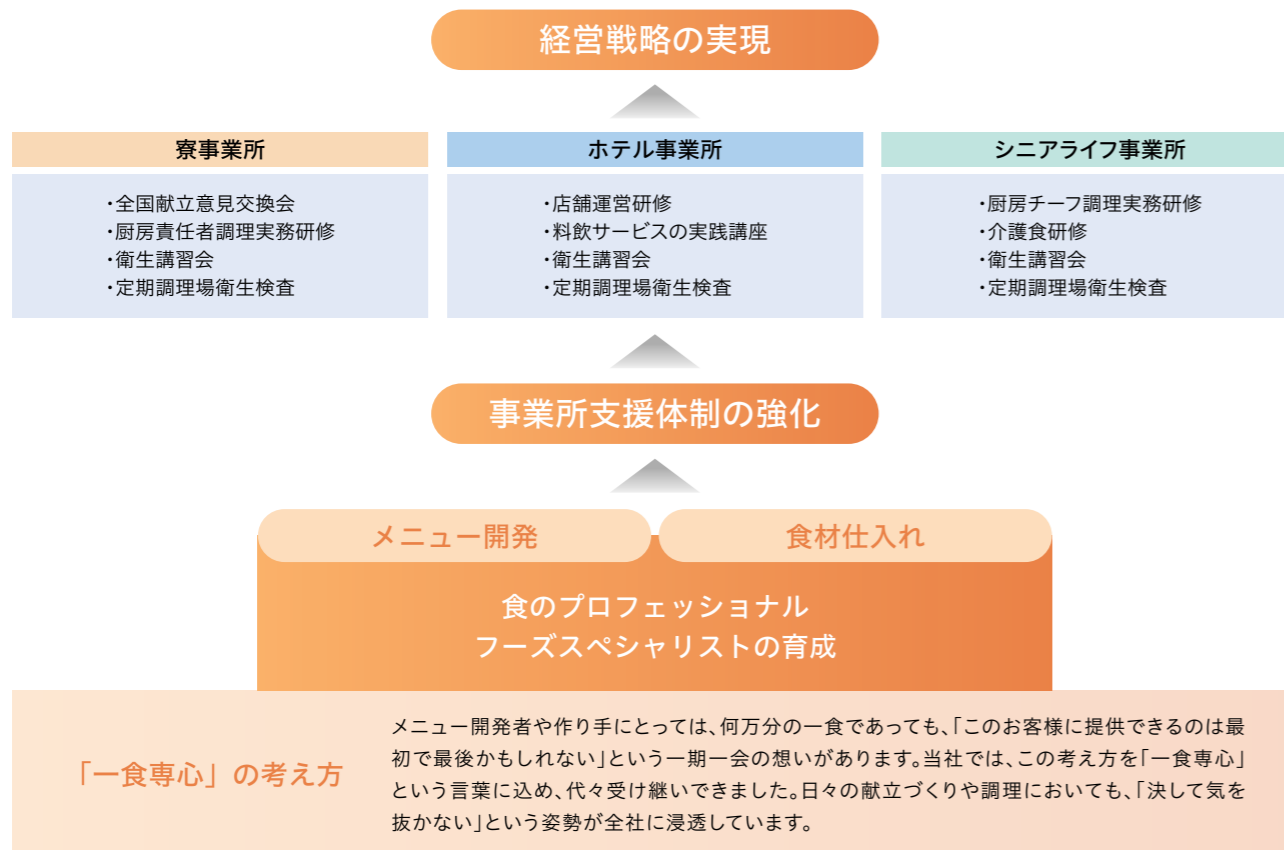 経営戦略の実現
寮事業所
・全国献立意見交換会
・厨房責任者調理実務研修
・衛生講習会
・定期調理場衛生検査
ホテル事業所
・店舗運営研修
・料飲サービスの実践講座
・衛生講習会
・定期調理場衛生検査
シニアライフ事業所
・厨房チーフ調理実務研修
・介護食研修
・衛生講習会
・定期調理場衛生検査
事業所支援体制の強化
メニュー開発
食材仕入れ
食のプロフェッショナル
フーズスペシャリストの育成
「一食専心」の考え方
メニュー開発者や作り手にとっては、何万分の一食であっても、「このお客様に提供できるのは最
初で最後かもしれない」という一期一会の想いがあります。当社では、この考え方を「一食専心」
という言葉に込め、代々受け継いできました。日々の献立づくりや調理においても、「決して気を
抜かない」という姿勢が全社に浸透しています。